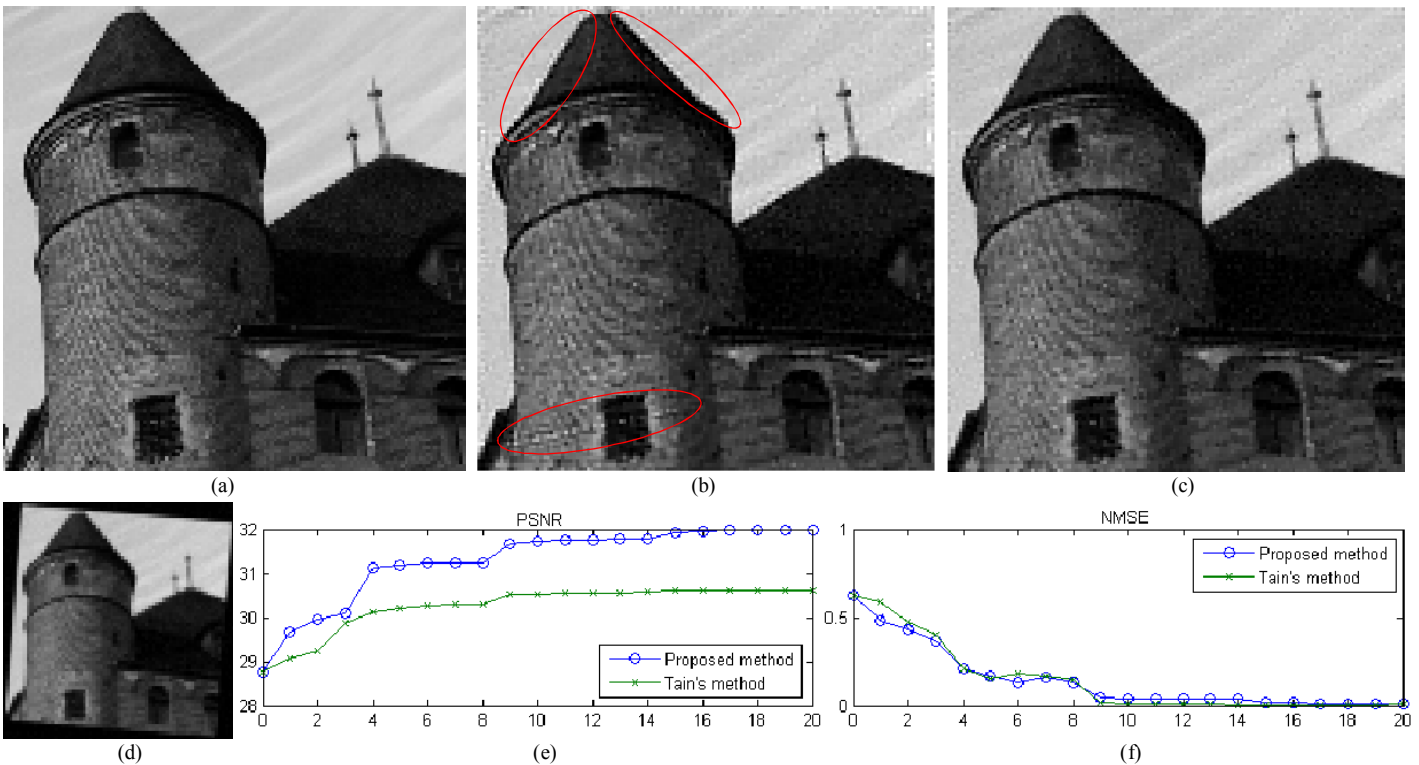 (a)
(b)
(c)
PSNR
32
31
30
29
28
0 2 4 6 8 10 12 14 16 18 20
Proposed method
Tain's method
NMSE
1
0.5
0
0 2 4 6 8 10 12 14 16 18 20
Proposed method
Tain's method
(d)
(e)
(f)